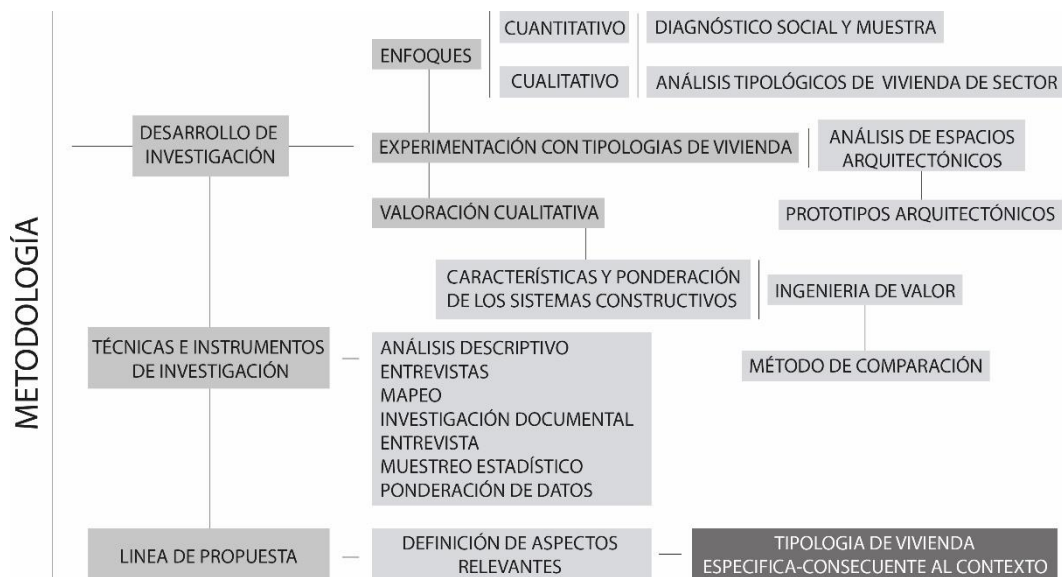 METODOLOGÍA
DESARROLLO DE
INVESTIGACIÓN
ENFOQUES
CUANTITATIVO
DIAGNÓSTICO SOCIAL Y MUESTRA
CUALITATIVO
ANÁLISIS TIPOLÓGICOS DE VIVIENDA DE SECTOR
EXPERIMENTACIÓN CON TIPOLOGIAS DE VIVIENDA
ANÁLISIS DE ESPACIOS
ARQUITECTÓNICOS
PROTOTIPOS ARQUITECTÓNICOS
VALORACIÓN CUALITATIVA
CARACTERÍSTICAS Y PONDERACIÓN
DE LOS SISTEMAS CONSTRUCTIVOS
INGENIERIA DE VALOR
MÉTODO DE COMPARACIÓN
TÉCNICAS E INSTRUMENTOS
DE INVESTIGACIÓN
ANÁLISIS DESCRIPTIVO
ENTREVISTAS
MAPEO
INVESTIGACIÓN DOCUMENTAL
ENTREVISTA
MUESTREO ESTADÍSTICO
PONDERACIÓN DE DATOS
LINEA DE PROPUESTA
DEFINICIÓN DE ASPECTOS
RELEVANTES
TIPOLOGIA DE VIVIENDA
ESPECIFICA-CONSECUENTE AL CONTEXTO